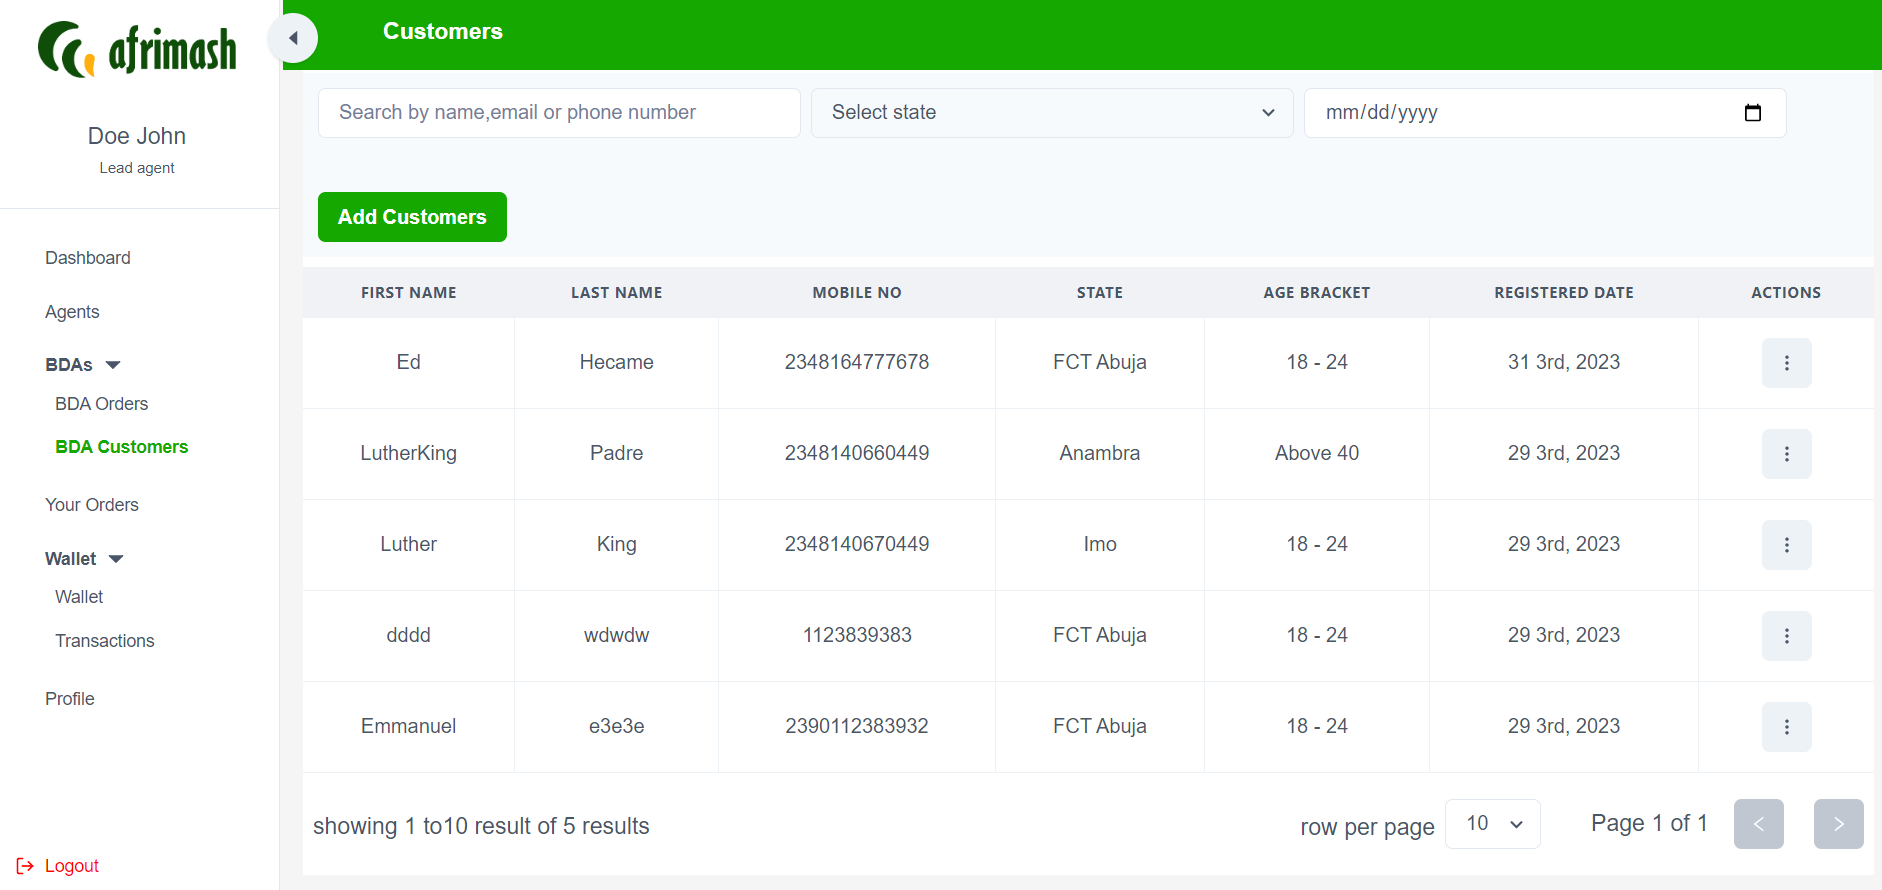 afrimash
Doe John
Lead agent
Dashboard
Agents
BDAs
BDA Orders
BDA Customers
Your Orders
Wallet
Wallet
Transactions
Profile
Logout
Customers
Search by name,email or phone number
Select state
mm/dd/yyyy
Add Customers
FIRST NAME LAST NAME MOBILE NO STATE AGE BRACKET REGISTERED DATE ACTIONS
Ed Hecame 2348164777678 FCT Abuja 18 - 24 31 3rd, 2023
LutherKing Padre 2348140660449 Anambra Above 40 29 3rd, 2023
Luther King 2348140670449 Imo 18 - 24 29 3rd, 2023
dddd wdwdw 1123839383 FCT Abuja 18 - 24 29 3rd, 2023
Emmanuel e3e3e 2390112383932 FCT Abuja 18 - 24 29 3rd, 2023
showing 1 to10 result of 5 results
row per page 10 Page 1 of 1